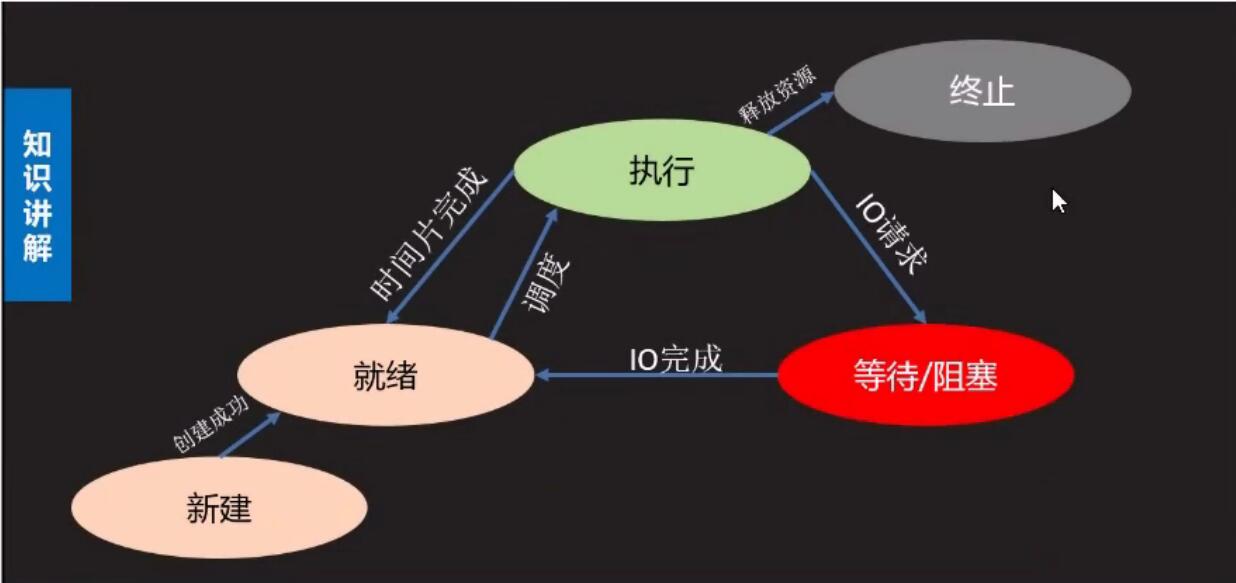 知识讲解
终止
释放资源
执行
时间片完成
调度
IO请求
就绪
IO完成
等待/阻塞
创建成功
新建